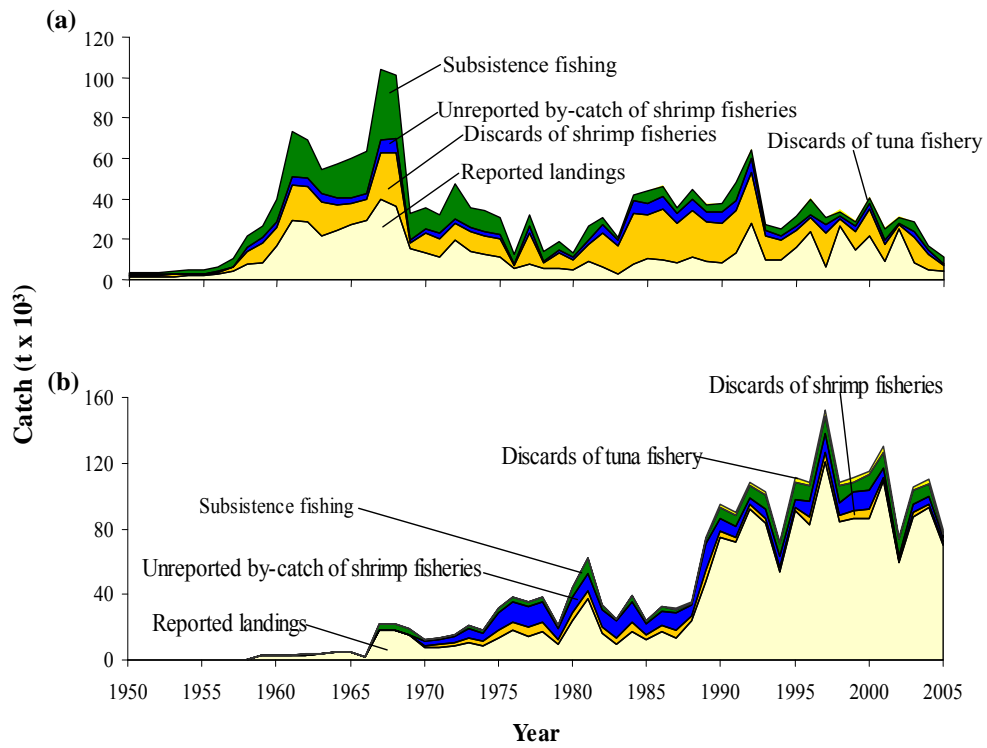 (a)
120
100
80
60
40
20
0
Subsistence fishing
Unreported by-catch of shrimp fisheries
Discards of shrimp fisheries
Reported landings
Discards of tuna fishery
Catch (t x 10³)
(b)
160
120
80
40
0
Discards of shrimp fisheries
Discards of tuna fishery
Subsistence fishing
Unreported by-catch of shrimp fisheries
Reported landings
1950 1955 1960 1965 1970 1975 1980 1985 1990 1995 2000 2005
Year